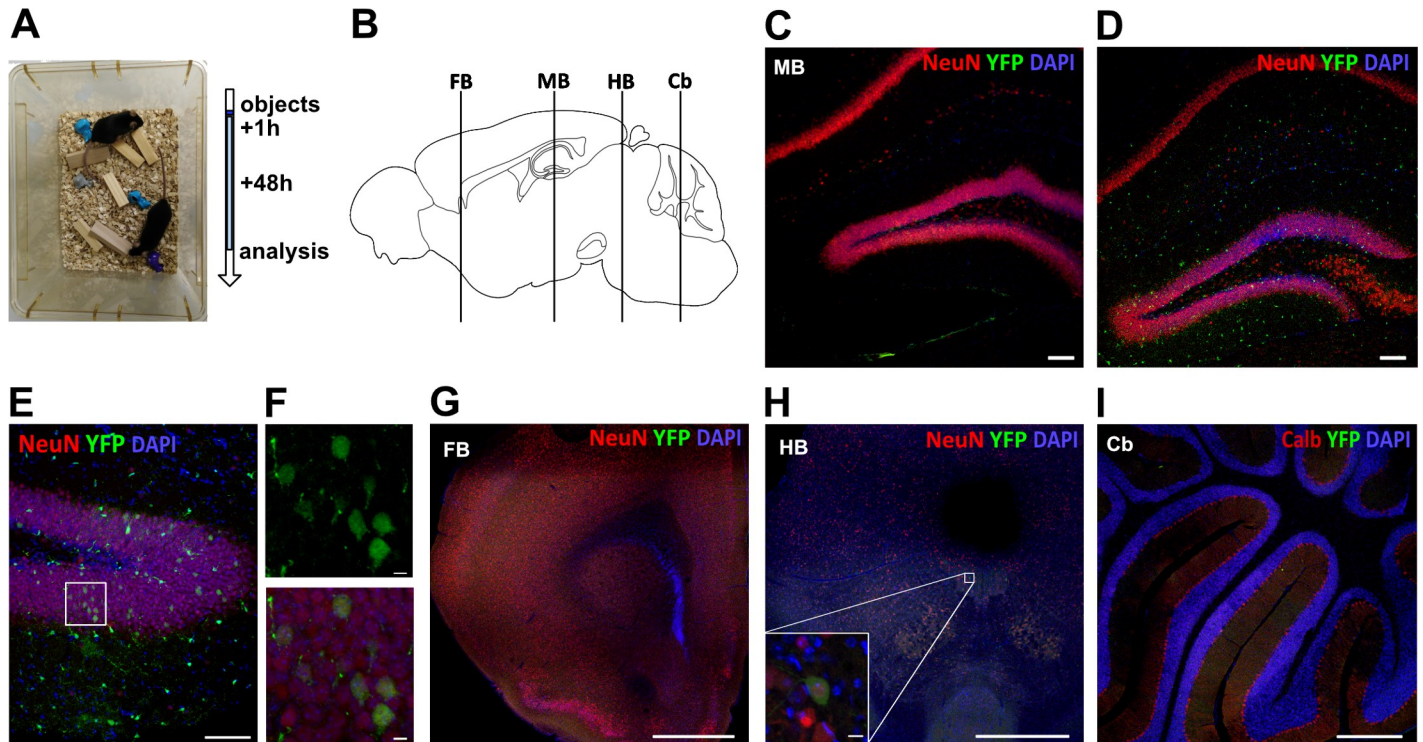 A
objects
+1h
+48h
analysis
B
FB MB HB Cb
C
MB
NeuN YFP DAPI
D
NeuN YFP DAPI
E
NeuN YFP DAPI
F
G
FB
NeuN YFP DAPI
H
HB
NeuN YFP DAPI
I
Cb
Calb YFP DAPI